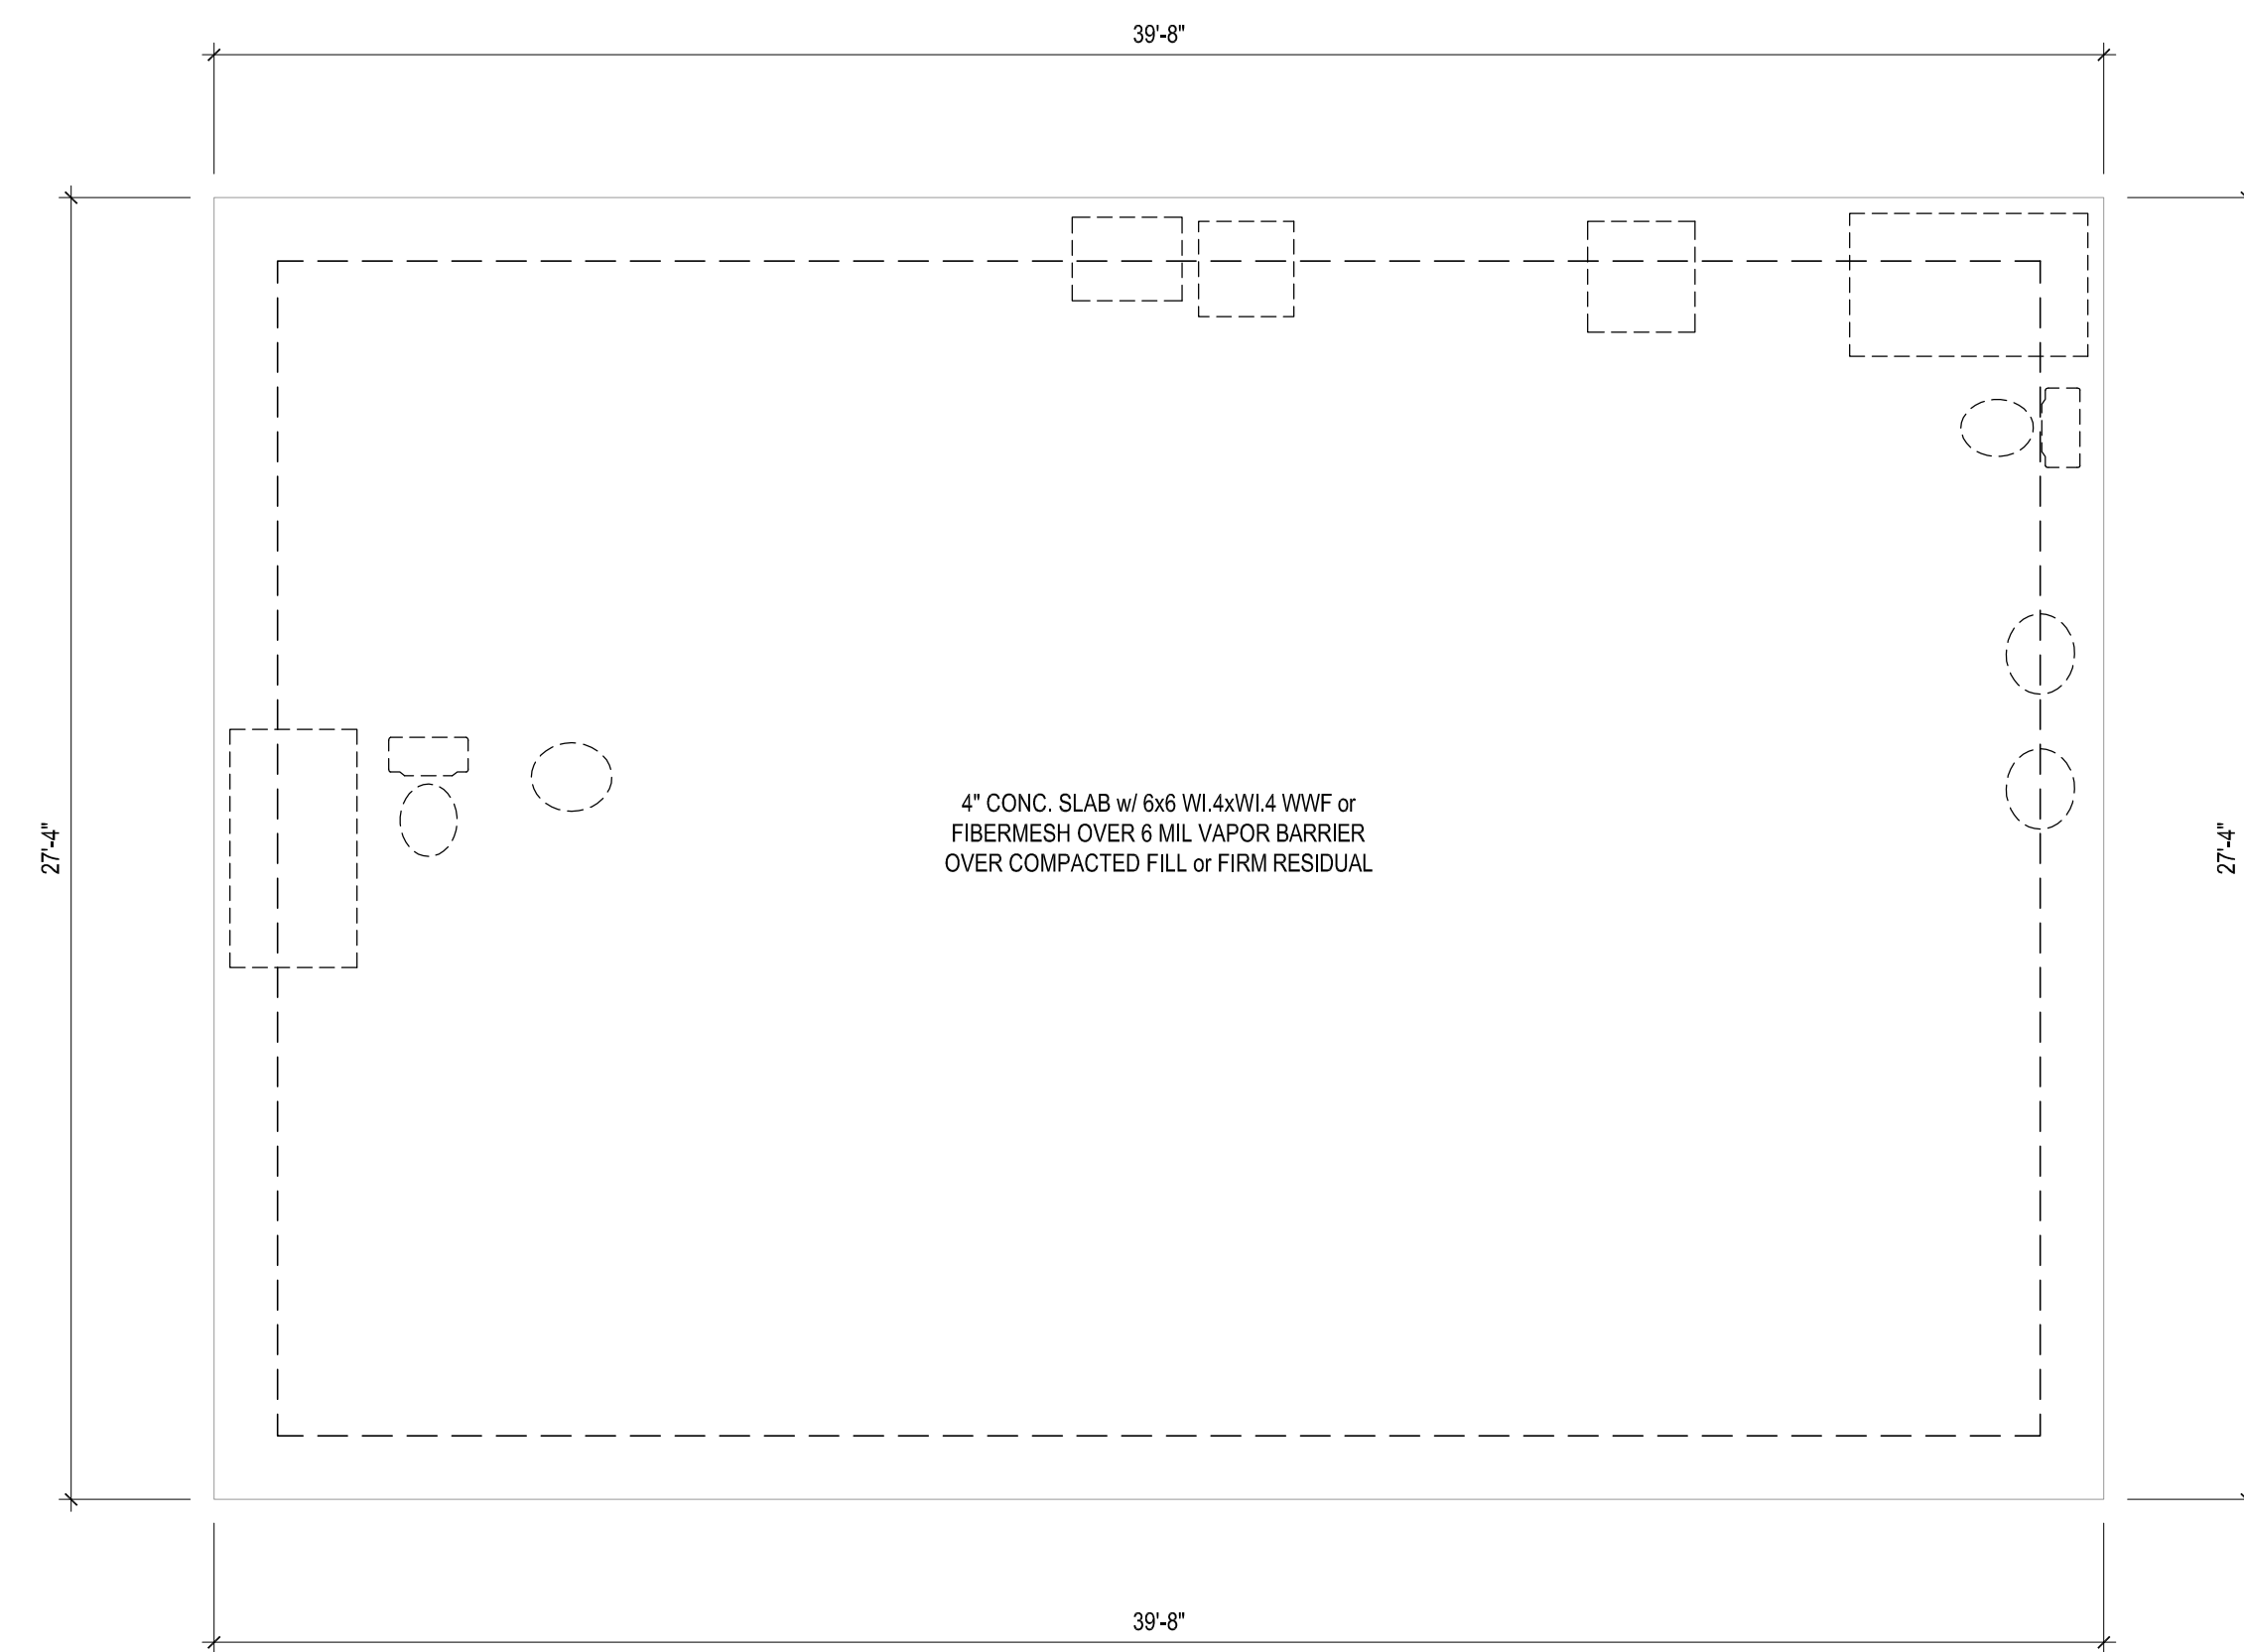 39'-8"
27'-4"
4" CONC. SLAB w/ 6x6 WI.4xWI.4 WWF or
FIBERMESH OVER 6 MIL VAPOR BARRIER
OVER COMPACTED FILL or FIRM RESIDUAL
27'-4"
39'-8"